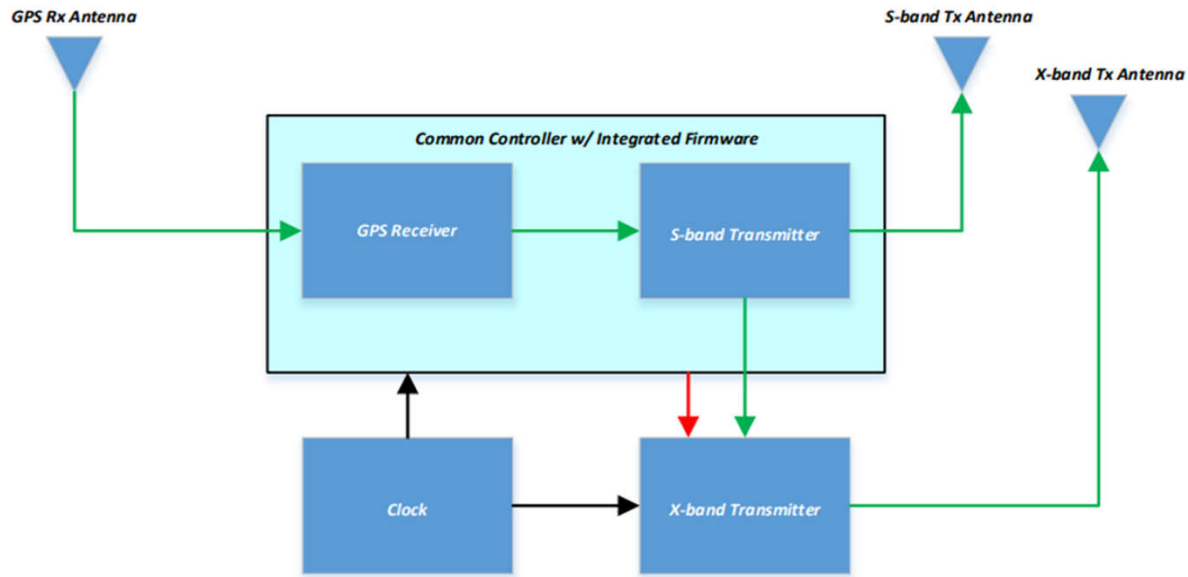 GPS Rx Antenna
S-band Tx Antenna
X-band Tx Antenna
Common Controller w/ Integrated Firmware
GPS Receiver
S-band Transmitter
Clock
X-band Transmitter